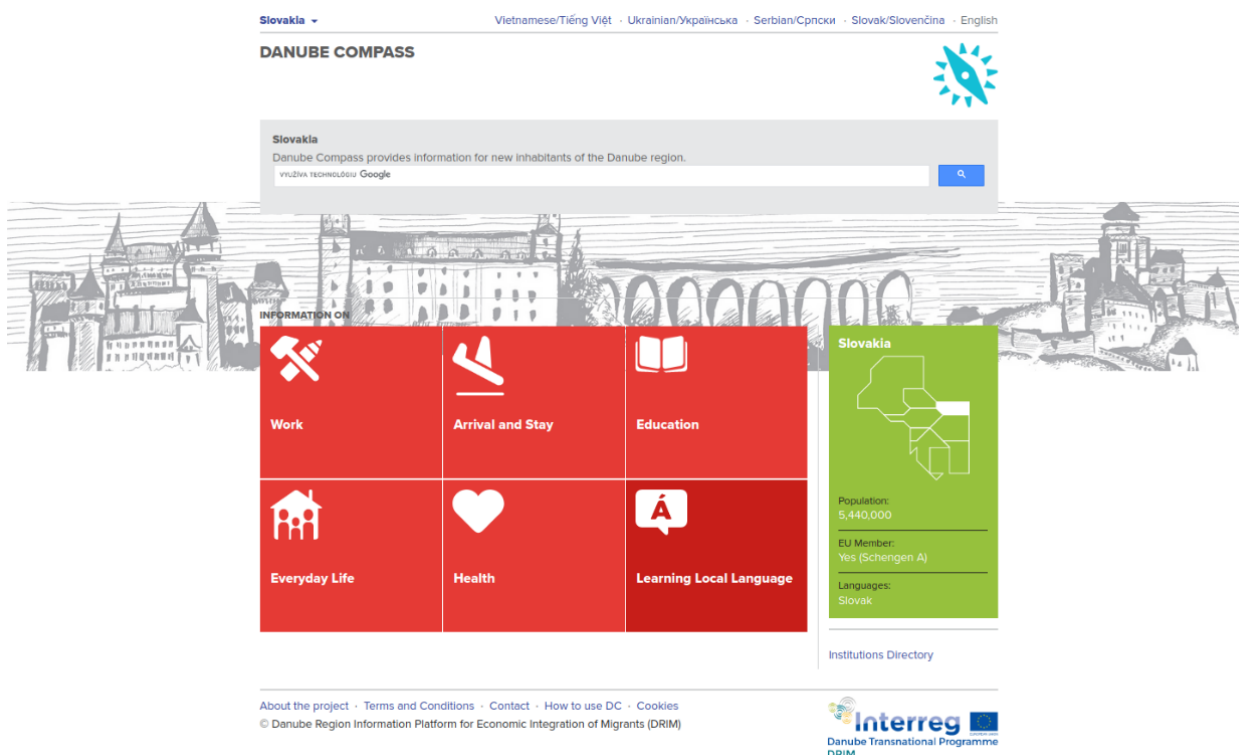 Slovakia
Vietnamese/Tiếng Việt · Ukrainian/Українська · Serbian/Српски · Slovak/Slovenčina · English
DANUBE COMPASS
Slovakia
Danube Compass provides information for new inhabitants of the Danube region.
VYUŽÍVA TECHNOLÓGIU Google
INFORMATION ON
Work
Arrival and Stay
Education
Everyday Life
Health
Á
Learning Local Language
Slovakia
Population:
5,440,000
EU Member:
Yes (Schengen A)
Languages:
Slovak
Institutions Directory
About the project · Terms and Conditions · Contact · How to use DC · Cookies
© Danube Region Information Platform for Economic Integration of Migrants (DRIM)
Interreg
EUROPEAN UNION
Danube Transnational Programme
DRIM